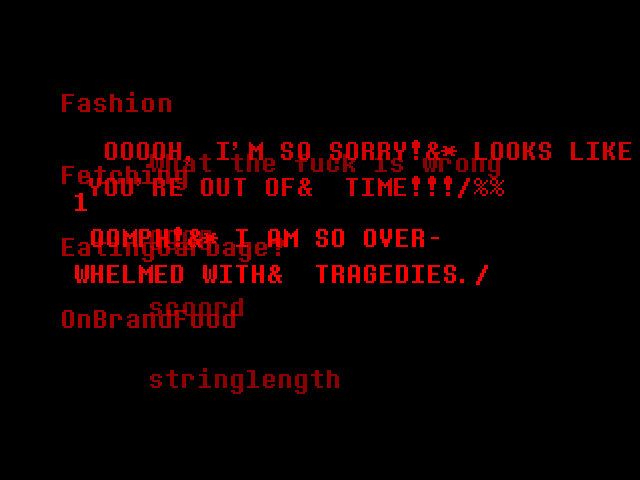 Fashion
OOOOH, I'M SO SORRY!&* LOOKS LIKE
What the fuck is wrong
Fetching
YOU'RE OUT OF&  TIME!!!/%%
1
OOMPH!&* I AM SO OVER-
EatingGarbage?
WHELMED WITH&  TRAGEDIES./
scoord
OnBrandFood
stringlength